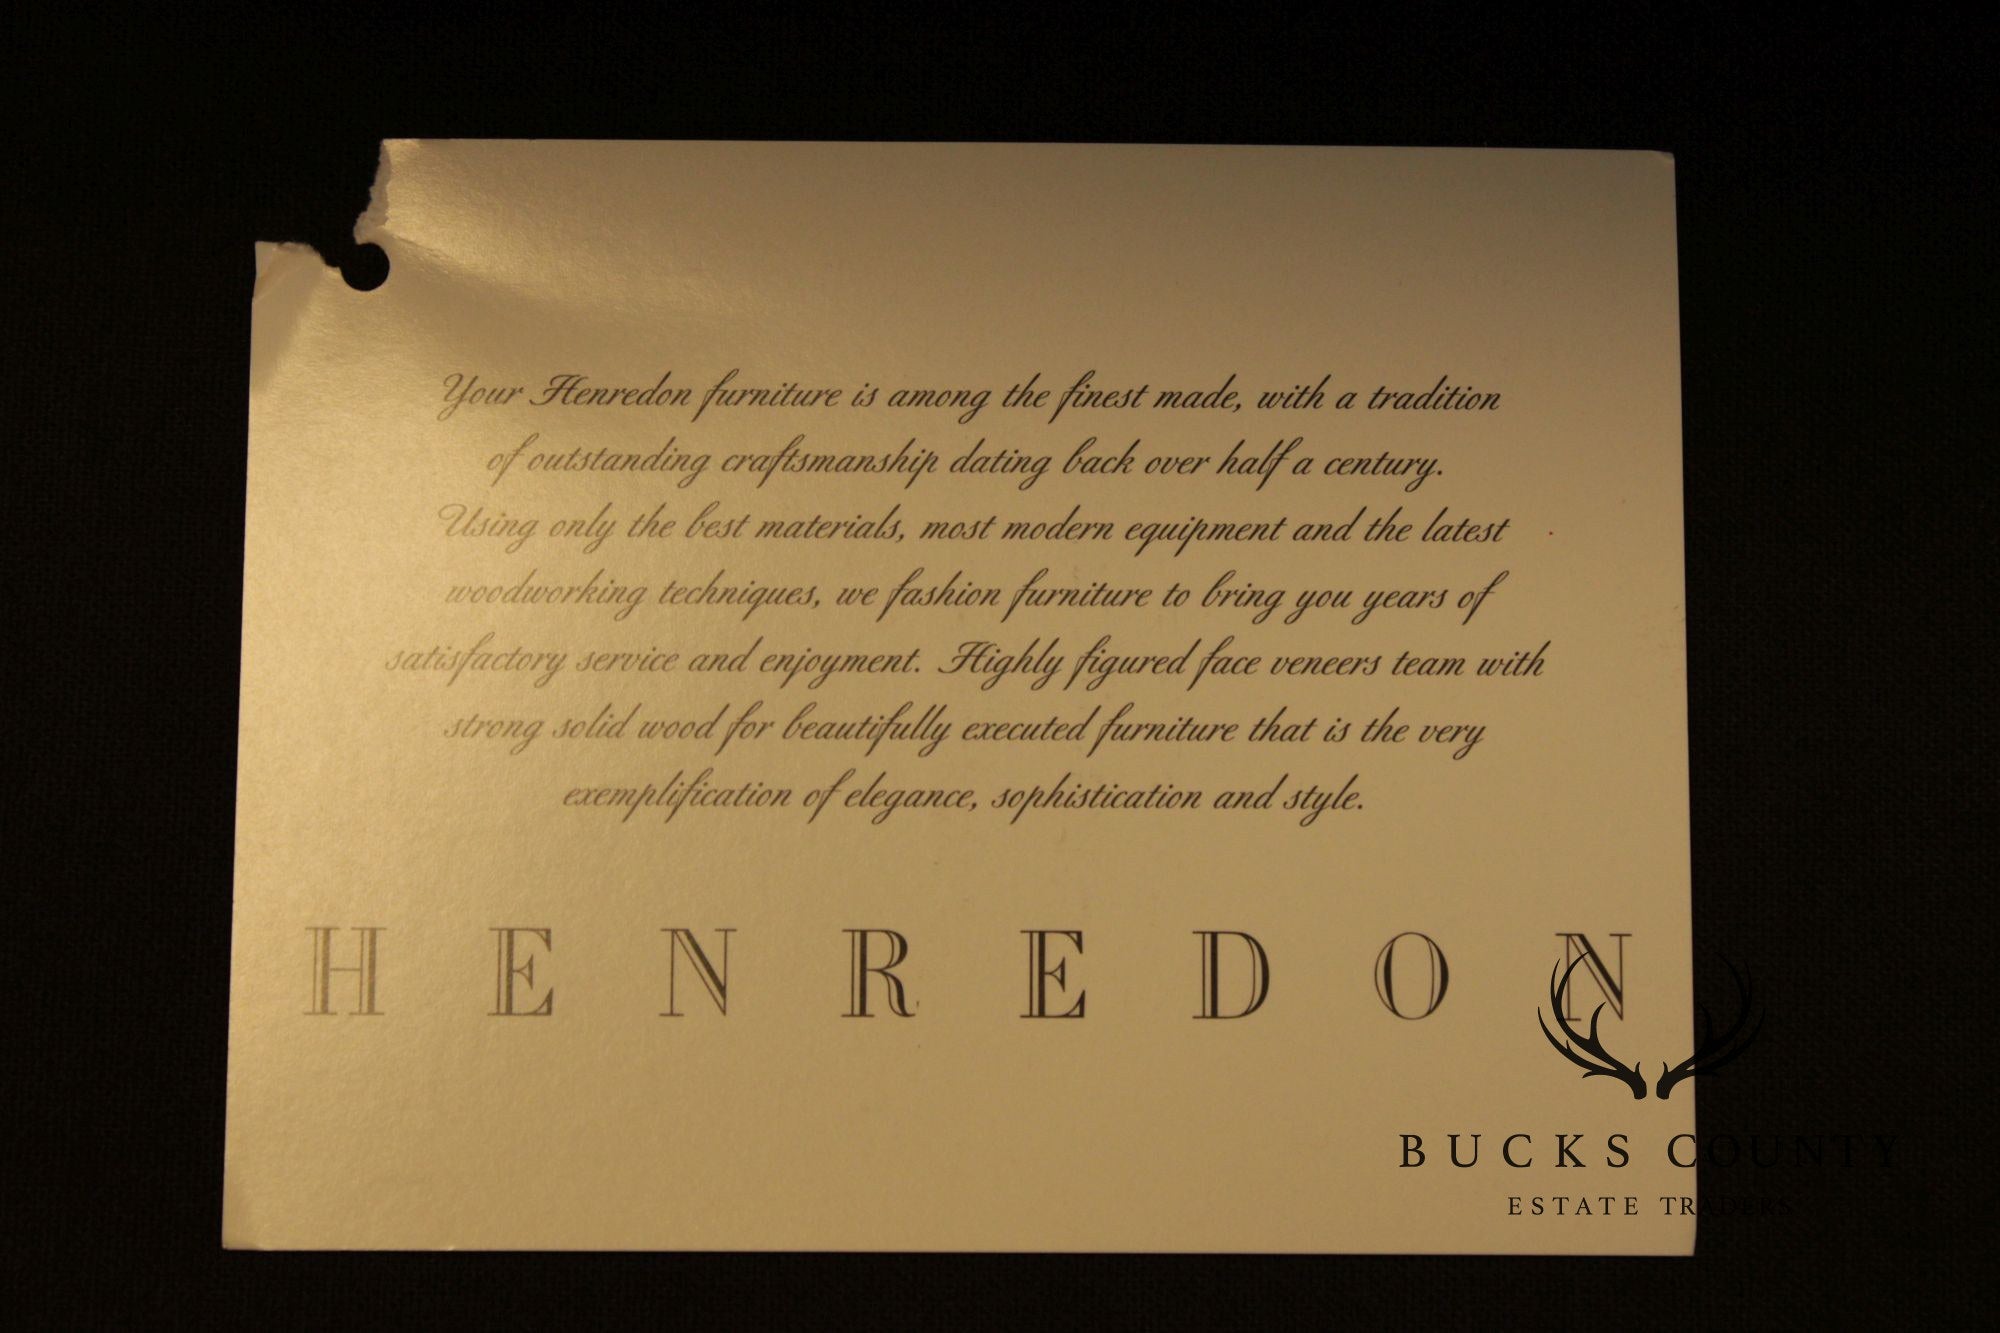 Your Henredon furniture is among the finest made, with a tradition
of outstanding craftsmanship dating back over half a century.
Using only the best materials, most modern equipment and the latest
woodworking techniques, we fashion furniture to bring you years of
satisfactory service and enjoyment. Highly figured face veneers team with
strong solid wood for beautifully executed furniture that is the very
exemplification of elegance, sophistication and style.
HENREDON
BUCKS COUNTY
ESTATE TRADERS